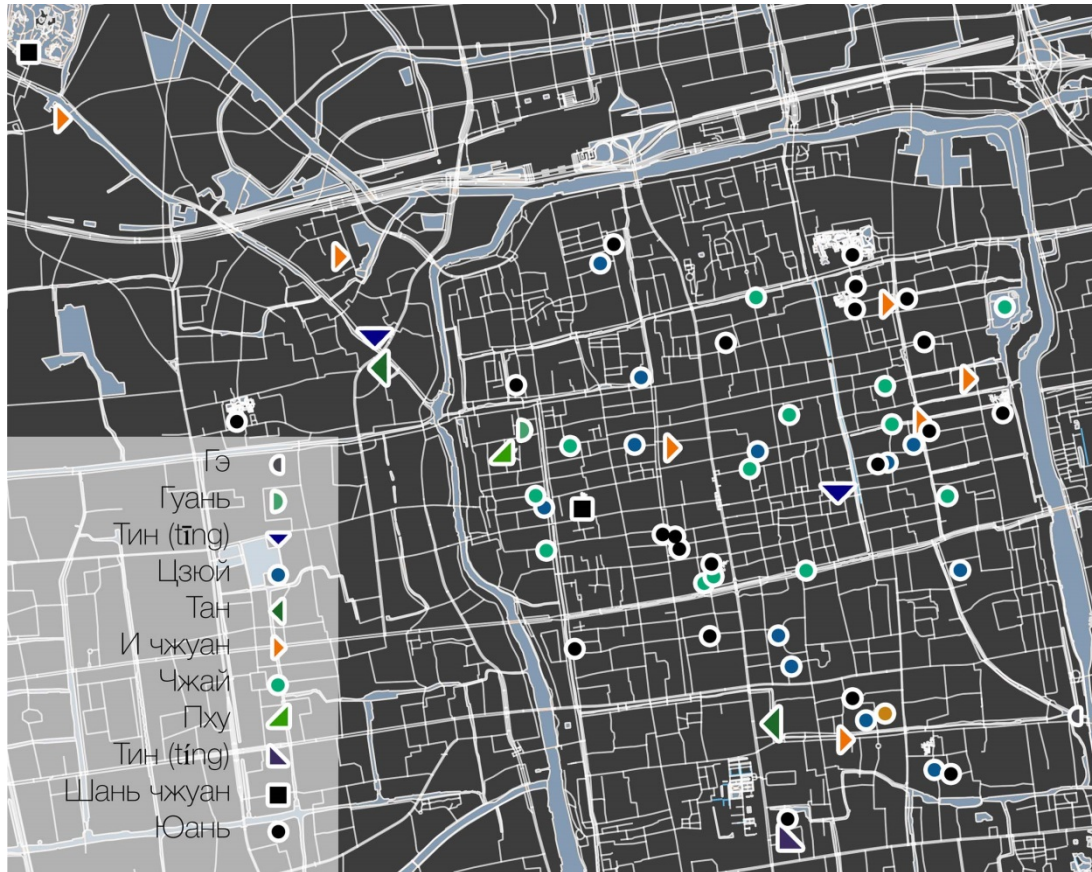 Гэ
Гуань
Тин (tīng)
Цзюй
Тан
И чжуан
Чжай
Пху
Тин (tíng)
Шань чжуан
Юань